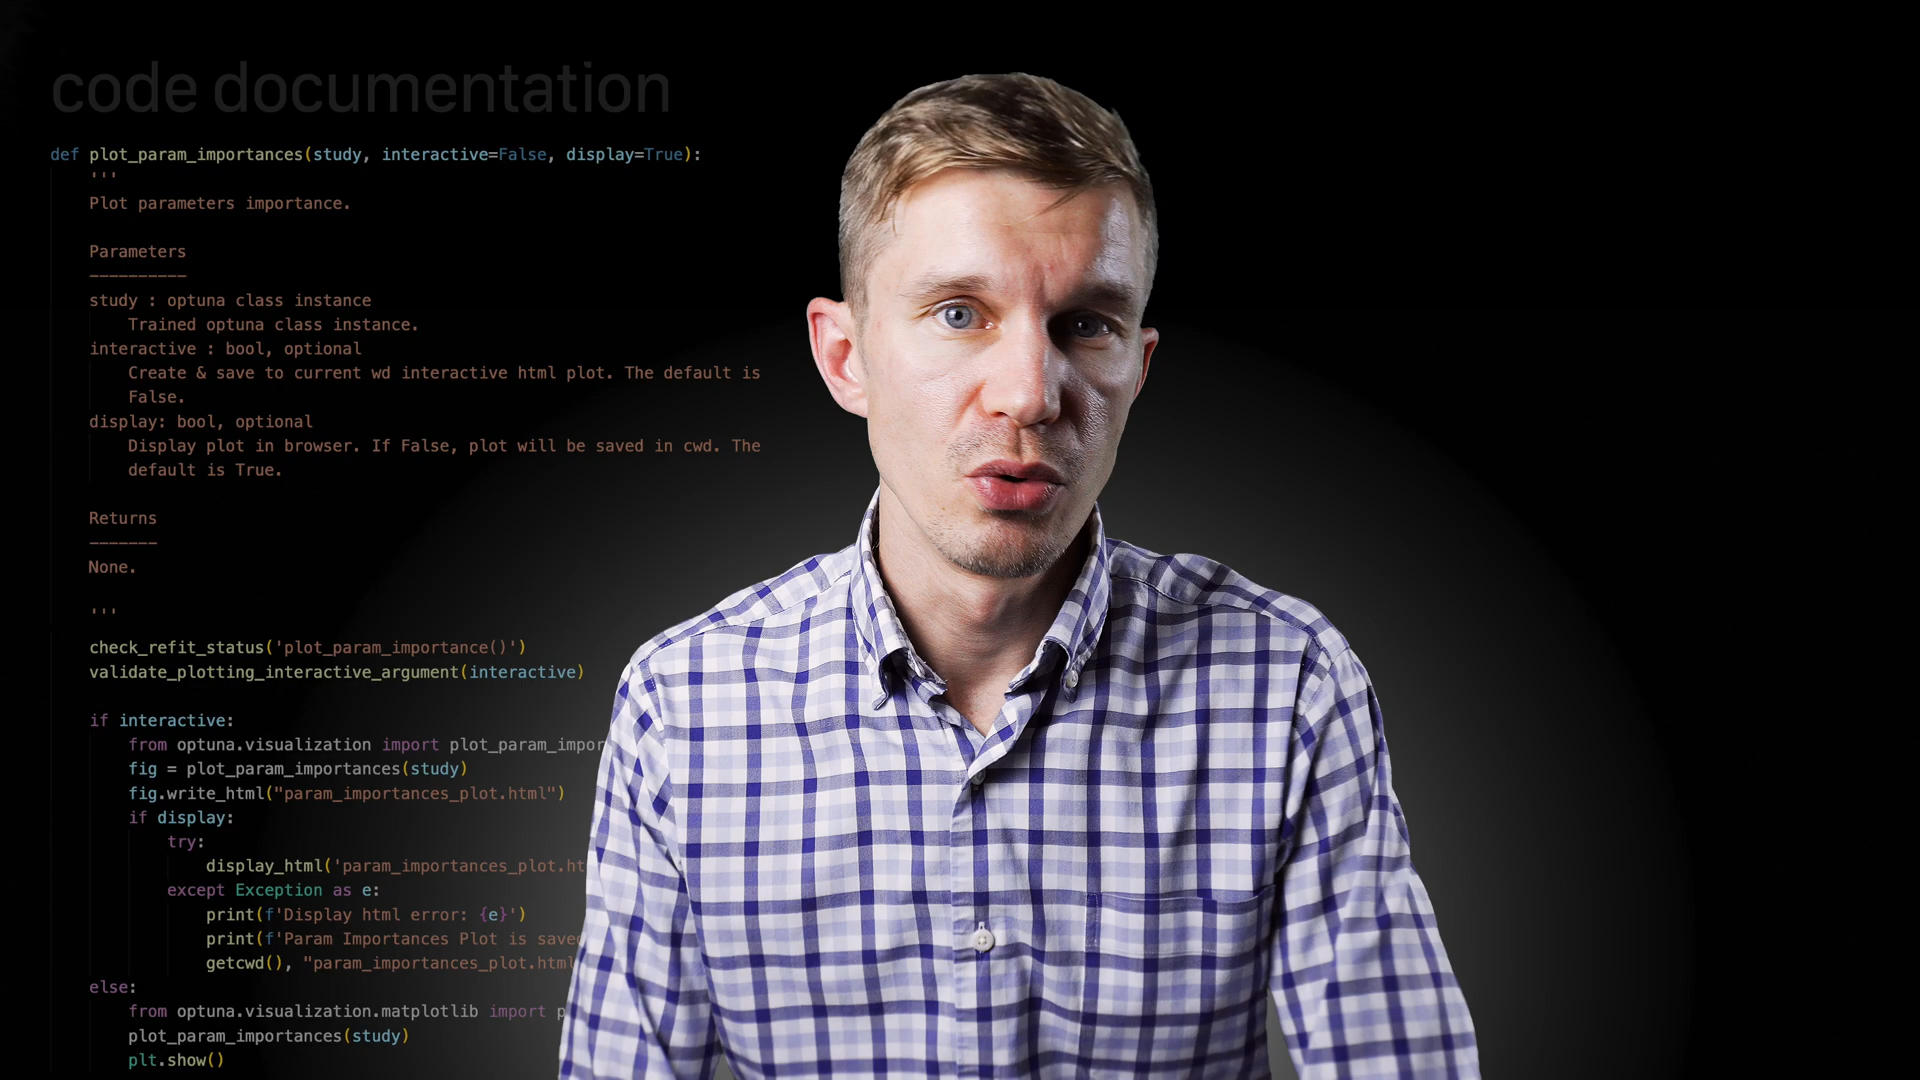 code documentation
def plot_param_importances(study, interactive=False, display=True):
'''
Plot parameters importance.
Parameters
----------
study : optuna class instance
Trained optuna class instance.
interactive : bool, optional
Create & save to current wd interactive html plot. The default is
False.
display: bool, optional
Display plot in browser. If False, plot will be saved in cwd. The
default is True.
Returns
-------
None.
'''
check_refit_status('plot_param_importance()')
validate_plotting_interactive_argument(interactive)
if interactive:
from optuna.visualization import plot_param_impor
fig = plot_param_importances(study)
fig.write_html("param_importances_plot.html")
if display:
try:
display_html('param_importances_plot.ht
except Exception as e:
print(f'Display html error: {e}')
print(f'Param Importances Plot is saved
getcwd(), "param_importances_plot.html
else:
from optuna.visualization.matplotlib import p
plot_param_importances(study)
plt.show()